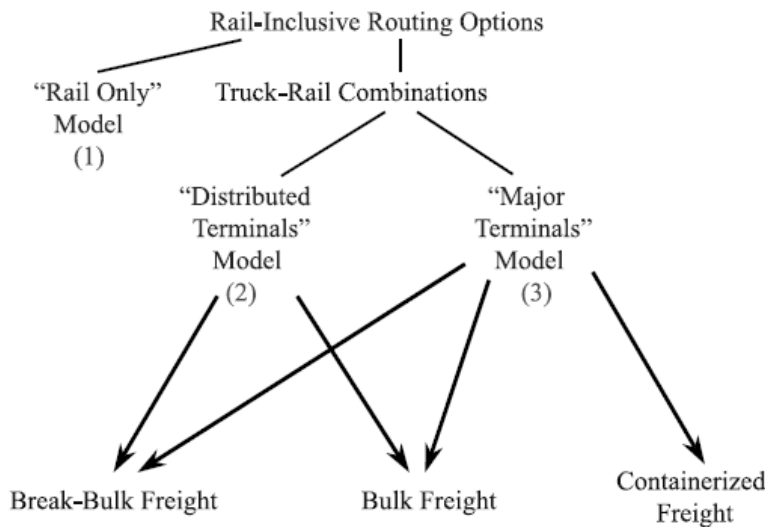 Rail-Inclusive Routing Options
“Rail Only”
Model
(1)
Truck-Rail Combinations
“Distributed
Terminals”
Model
(2)
“Major
Terminals”
Model
(3)
Break-Bulk Freight
Bulk Freight
Containerized
Freight